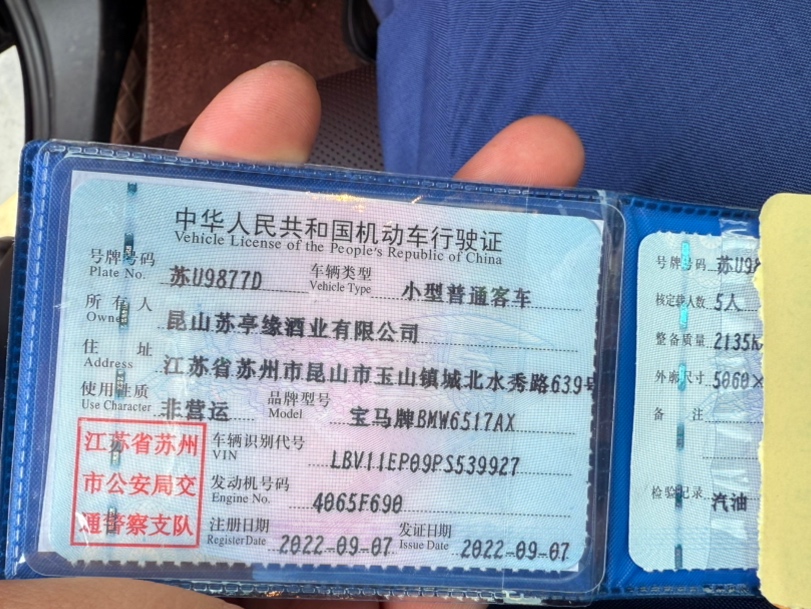 中华人民共和国机动车行驶证
Vehicle License of the People's Republic of China
号牌号码 苏U9877D 车辆类型 小型普通客车
Plate No. Vehicle Type
所有人 昆山苏亭缘酒业有限公司
Owner
住址 江苏省苏州市昆山市玉山镇城北水秀路639号
Address
使用性质 非营运 品牌型号 宝马牌BMW6517AX
Use Character Model
江苏省苏州
市公安局交
通警察支队
车辆识别代号 LBV11EP09PS539927
VIN
发动机号码 4065F690
Engine No.
注册日期 2022-09-07 发证日期 2022-09-07
Register Date Issue Date
号牌号码 苏U98
核定载人数 5人
整备质量 2135k
外廓尺寸 5060×
备注
检验记录 汽油